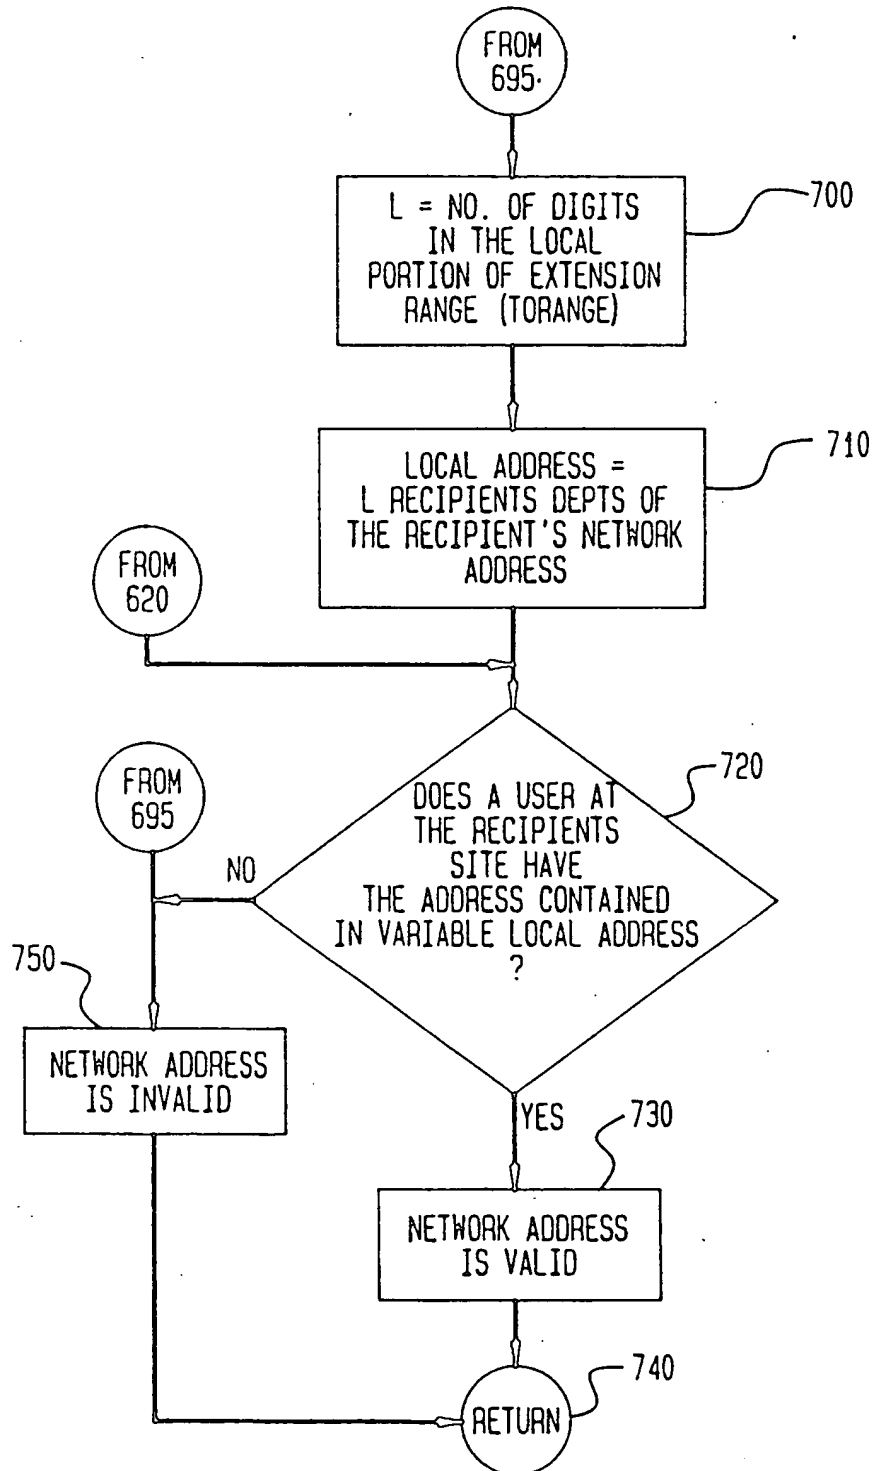 FROM
695.
700
L = NO. OF DIGITS
IN THE LOCAL
PORTION OF EXTENSION
RANGE (TORANGE)
710
LOCAL ADDRESS =
L RECIPIENTS DEPTS OF
THE RECIPIENT'S NETWORK
ADDRESS
FROM
620
720
DOES A USER AT
THE RECIPIENTS
SITE HAVE
THE ADDRESS CONTAINED
IN VARIABLE LOCAL ADDRESS
?
FROM
695
NO
750
NETWORK ADDRESS
IS INVALID
YES
730
NETWORK ADDRESS
IS VALID
740
RETURN